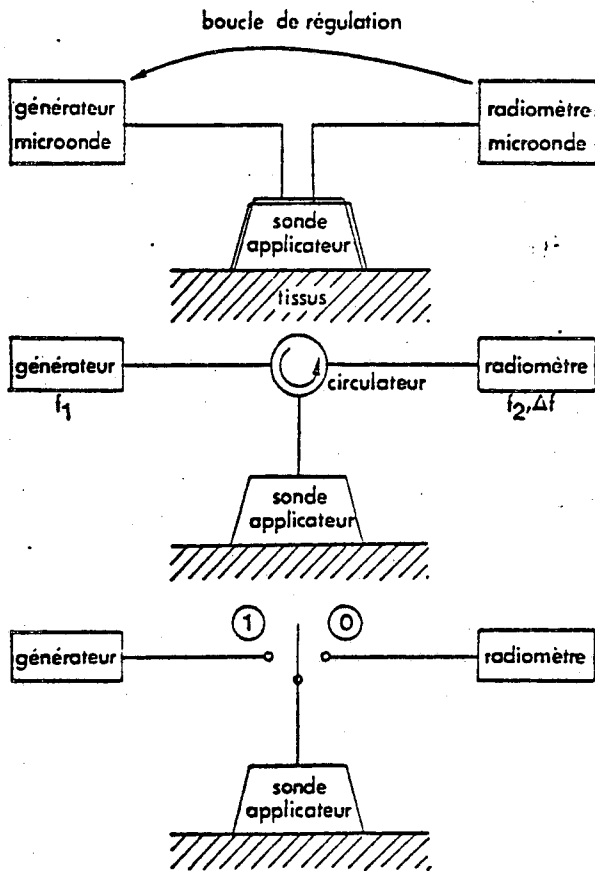 boucle de régulation
générateur
microonde
radiomètre
microonde
sonde
applicateur
tissus
générateur
f1
circulateur
radiomètre
f2,Δf
sonde
applicateur
1
0
générateur
radiomètre
sonde
applicateur